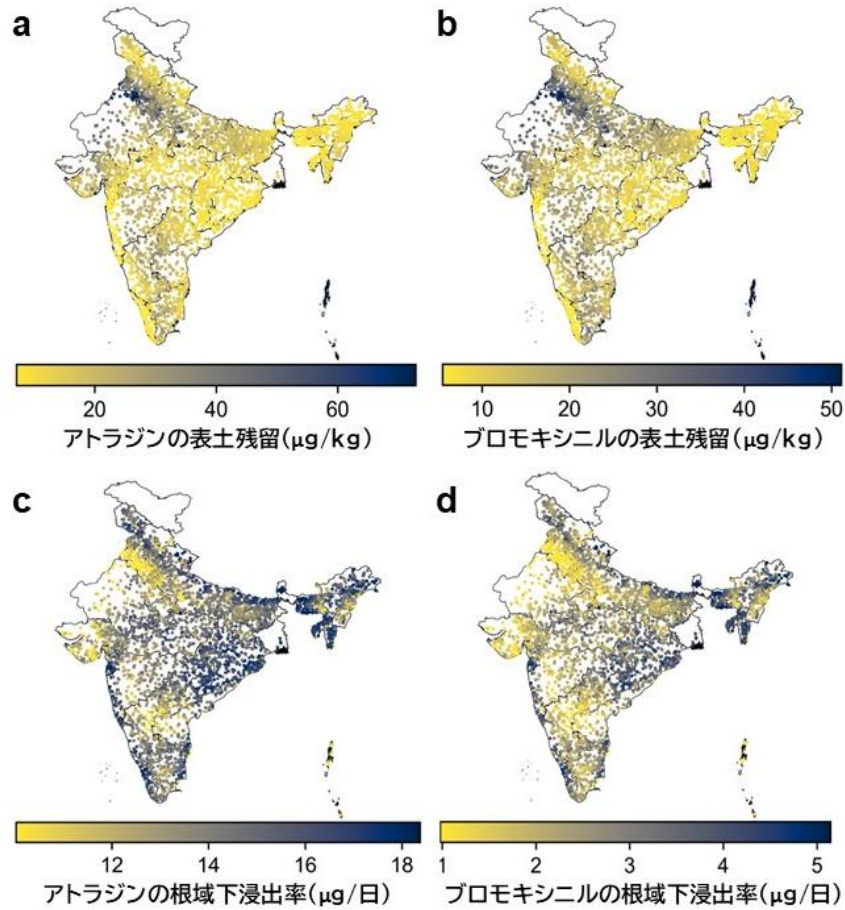 a
b
20 40 60
アトラジンの表土残留(μg/kg)
10 20 30 40 50
ブロモキシニルの表土残留(μg/kg)
c
d
12 14 16 18
アトラジンの根域下浸出率(μg/日)
1 2 3 4 5
ブロモキシニルの根域下浸出率(μg/日)